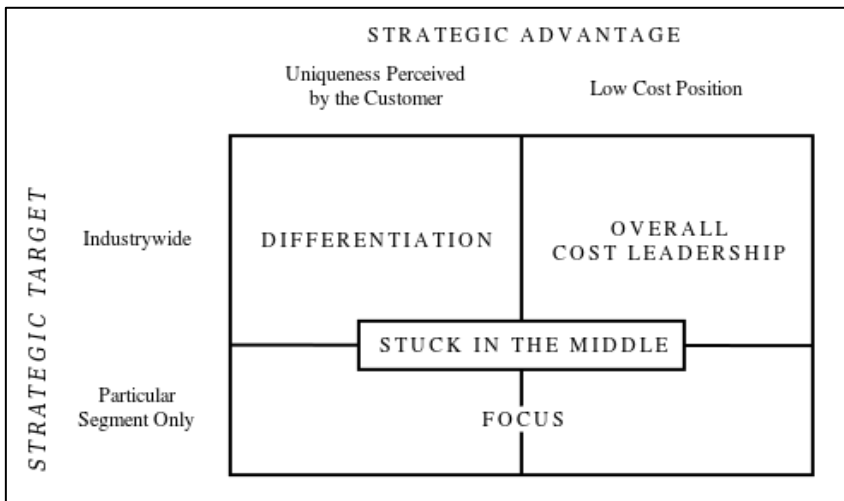 STRATEGIC ADVANTAGE
Uniqueness Perceived
by the Customer
Low Cost Position
STRATEGIC TARGET
Industrywide
DIFFERENTIATION
OVERALL
COST LEADERSHIP
STUCK IN THE MIDDLE
Particular
Segment Only
FOCUS